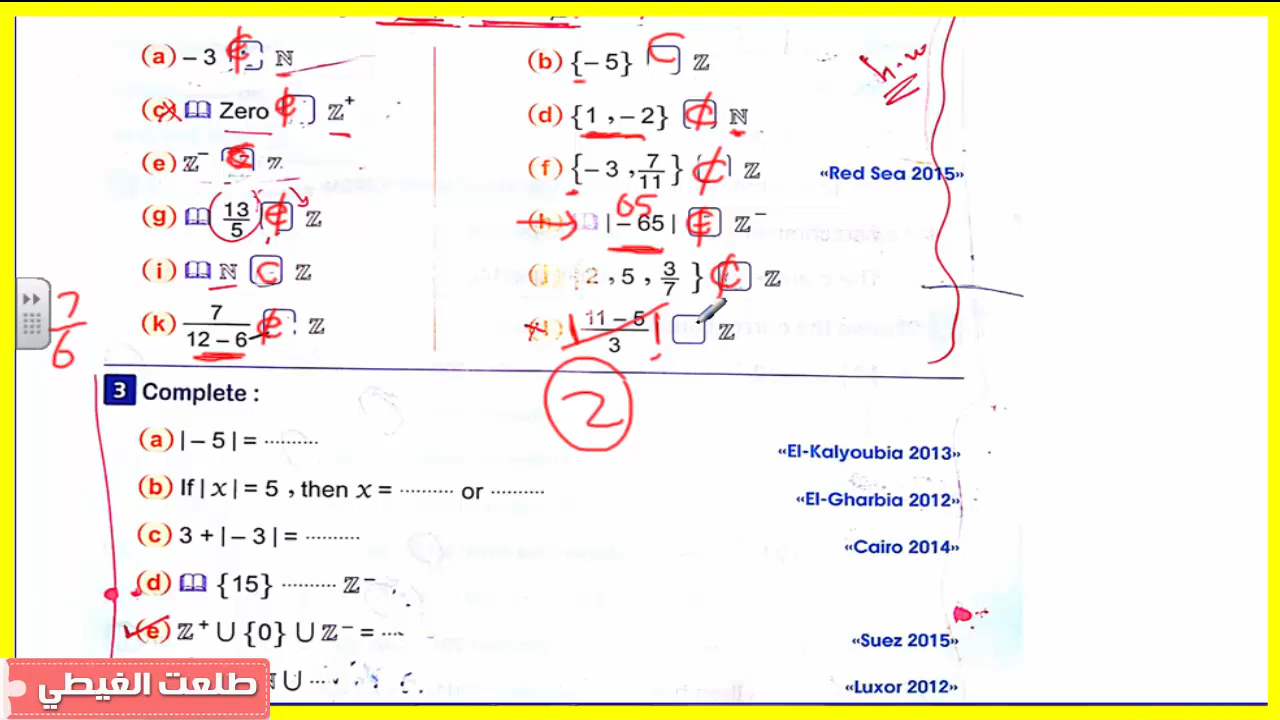 (a) – 3 ∉ ℕ
(b) {– 5} ⊂ ℤ
h.w
(c) Zero ∉ ℤ⁺
(d) {1 , – 2} ⊄ ℕ
(e) ℤ⁻ ⊂ ℤ
(f) {– 3 , 7/11} ⊄ ℤ
«Red Sea 2015»
(g) 13/5 ∉ ℤ
65
(h) |– 65| ∉ ℤ⁻
(i) ℕ ⊂ ℤ
(j) { 2 , 5 , 3/7 } ⊄ ℤ
7/6
(k) 7/(12 – 6) ∉ ℤ
(l) (11 – 5)/3 ℤ
2
3 Complete :
(a) |– 5| = ..........
«El-Kalyoubia 2013»
(b) If |x| = 5 , then x = .......... or ..........
«El-Gharbia 2012»
(c) 3 + |– 3| = ..........
«Cairo 2014»
(d) {15} .......... ℤ⁻
(e) ℤ⁺ ∪ {0} ∪ ℤ⁻ = ....
«Suez 2015»
∪ ....
«Luxor 2012»
طلعت الغيطي